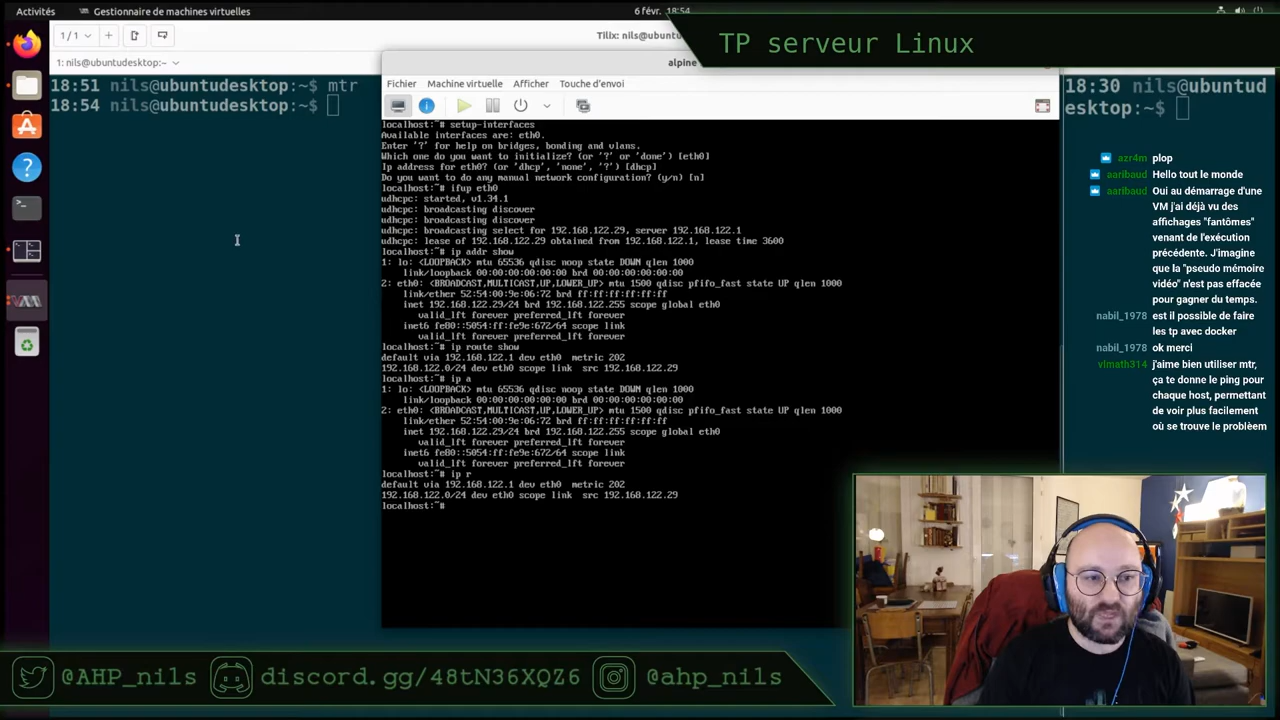 Activités
Gestionnaire de machines virtuelles
6 févr. 18:54
TP serveur Linux
1 / 1
Tilix: nils@ubuntu
1: nils@ubuntudesktop:~
alpine
18:51 nils@ubuntudesktop:~$ mtr
18:54 nils@ubuntudesktop:~$
Fichier
Machine virtuelle
Afficher
Touche d'envoi
localhost:~# setup-interfaces
Available interfaces are: eth0.
Enter '?' for help on bridges, bonding and vlans.
Which one do you want to initialize? (or '?' or 'done') [eth0]
Ip address for eth0? (or 'dhcp', 'none', '?') [dhcp]
Do you want to do any manual network configuration? (y/n) [n]
localhost:~# ifup eth0
udhcpc: started, v1.34.1
udhcpc: broadcasting discover
udhcpc: broadcasting discover
udhcpc: broadcasting select for 192.168.122.29, server 192.168.122.1
udhcpc: lease of 192.168.122.29 obtained from 192.168.122.1, lease time 3600
localhost:~# ip addr show
1: lo: <LOOPBACK> mtu 65536 qdisc noop state DOWN qlen 1000
link/loopback 00:00:00:00:00:00 brd 00:00:00:00:00:00
2: eth0: <BROADCAST,MULTICAST,UP,LOWER_UP> mtu 1500 qdisc pfifo_fast state UP qlen 1000
link/ether 52:54:00:9e:06:72 brd ff:ff:ff:ff:ff:ff
inet 192.168.122.29/24 brd 192.168.122.255 scope global eth0
valid_lft forever preferred_lft forever
inet6 fe80::5054:ff:fe9e:672/64 scope link
valid_lft forever preferred_lft forever
localhost:~# ip route show
default via 192.168.122.1 dev eth0  metric 202
192.168.122.0/24 dev eth0 scope link  src 192.168.122.29
localhost:~# ip a
1: lo: <LOOPBACK> mtu 65536 qdisc noop state DOWN qlen 1000
link/loopback 00:00:00:00:00:00 brd 00:00:00:00:00:00
2: eth0: <BROADCAST,MULTICAST,UP,LOWER_UP> mtu 1500 qdisc pfifo_fast state UP qlen 1000
link/ether 52:54:00:9e:06:72 brd ff:ff:ff:ff:ff:ff
inet 192.168.122.29/24 brd 192.168.122.255 scope global eth0
valid_lft forever preferred_lft forever
inet6 fe80::5054:ff:fe9e:672/64 scope link
valid_lft forever preferred_lft forever
localhost:~# ip r
default via 192.168.122.1 dev eth0  metric 202
192.168.122.0/24 dev eth0 scope link  src 192.168.122.29
localhost:~#
18:30 nils@ubuntud
esktop:~$
azr4m plop
aaribaud Hello tout le monde
aaribaud Oui au démarrage d'une
VM j'ai déjà vu des
affichages "fantômes"
venant de l'exécution
précédente. J'imagine
que la "pseudo mémoire
vidéo" n'est pas effacée
pour gagner du temps.
nabil_1978 est il possible de faire
les tp avec docker
nabil_1978 ok merci
vlmath314 j'aime bien utiliser mtr,
ça te donne le ping pour
chaque host, permettant
de voir plus facilement
où se trouve le problèem
@AHP_nils
discord.gg/48tN36XQZ6
@ahp_nils